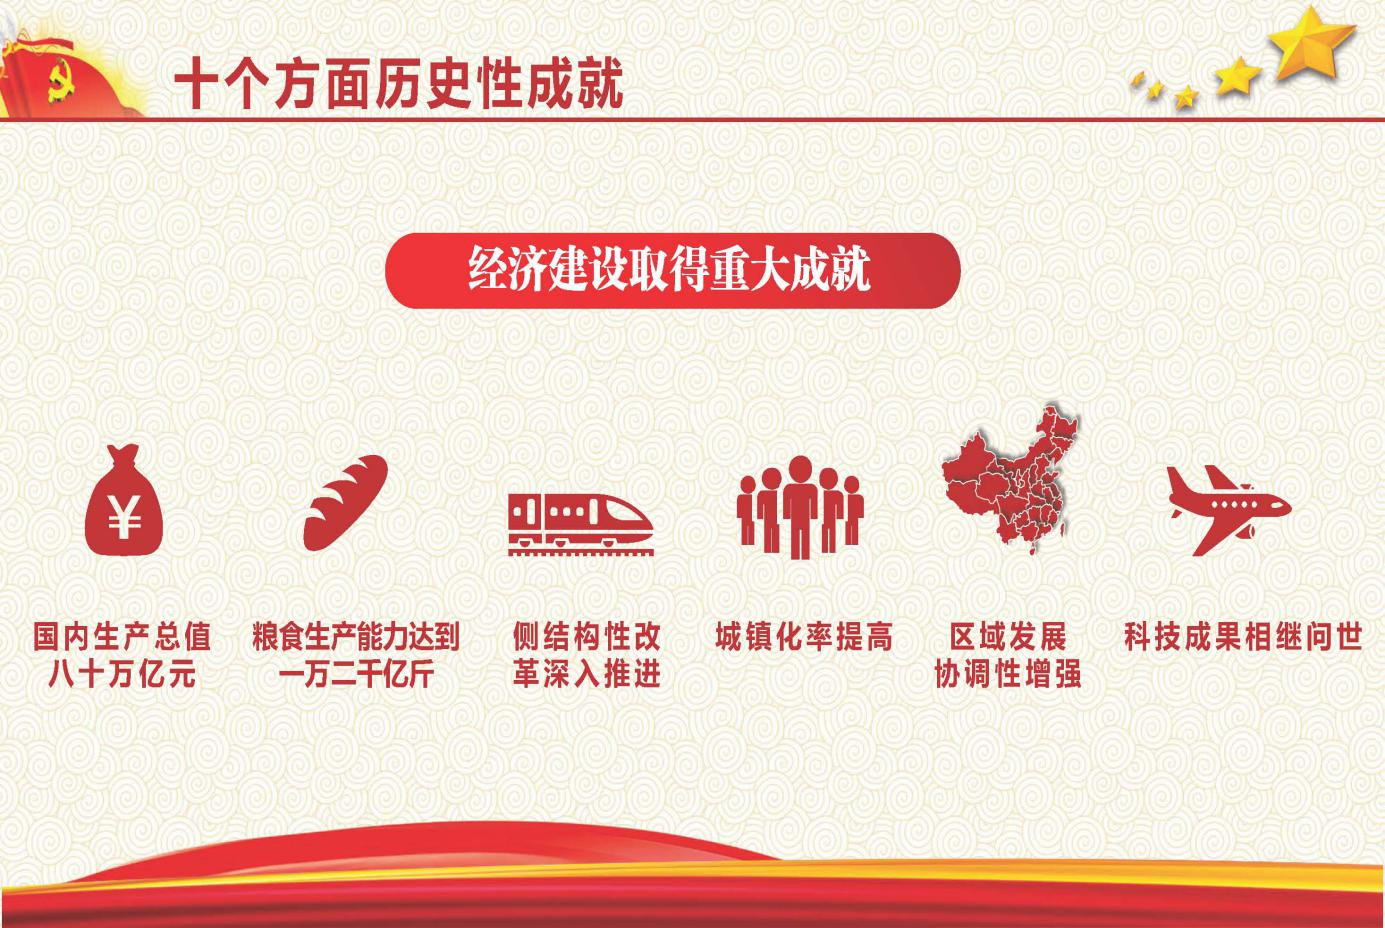 十个方面历史性成就
经济建设取得重大成就
¥
国内生产总值
八十万亿元
粮食生产能力达到
一万二千亿斤
侧结构性改
革深入推进
城镇化率提高
区域发展
协调性增强
科技成果相继问世